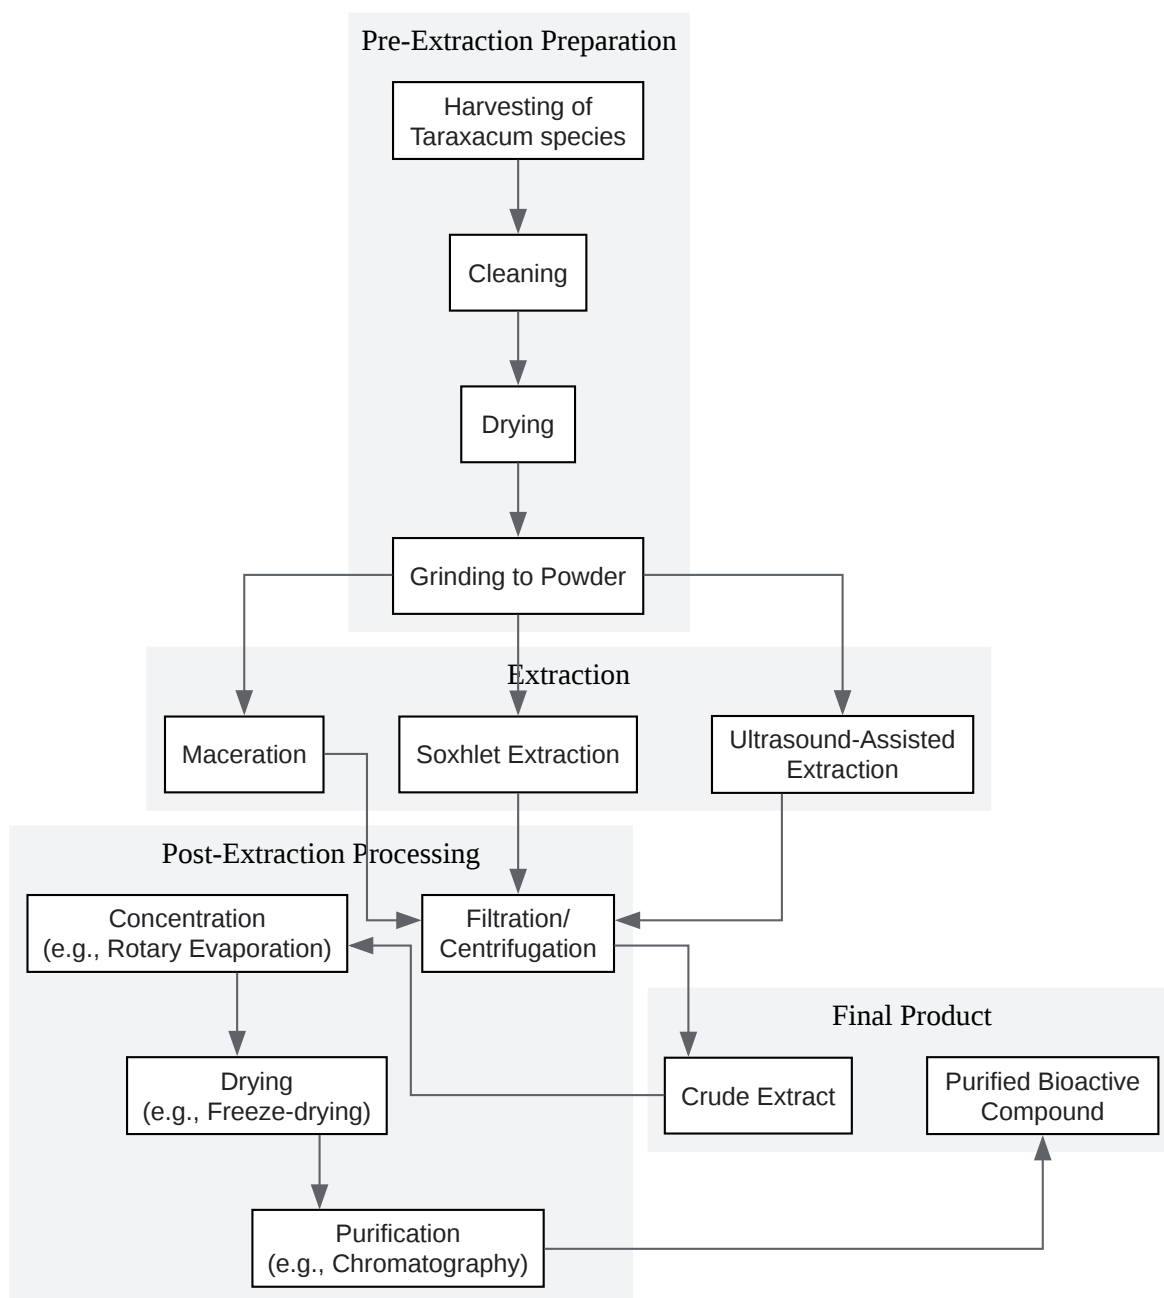 Pre-Extraction Preparation
Harvesting of
Taraxacum species
Cleaning
Drying
Grinding to Powder
Extraction
Maceration
Soxhlet Extraction
Ultrasound-Assisted
Extraction
Post-Extraction Processing
Concentration
(e.g., Rotary Evaporation)
Filtration/
Centrifugation
Final Product
Drying
(e.g., Freeze-drying)
Crude Extract
Purified Bioactive
Compound
Purification
(e.g., Chromatography)